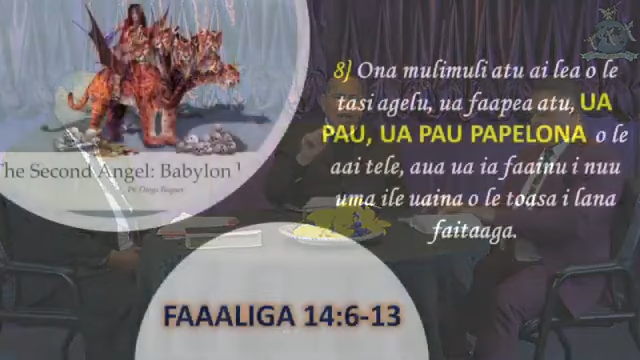 8) Ona mulimuli atu ai lea o le
tasi agelu, ua faapea atu, UA
PAU, UA PAU PAPELONA o le
aai tele, aua ua ia faainu i nuu
uma ile uaina o le toasa i lana
faitaaga.
The Second Angel: Babylon
FAAALIGA 14:6-13